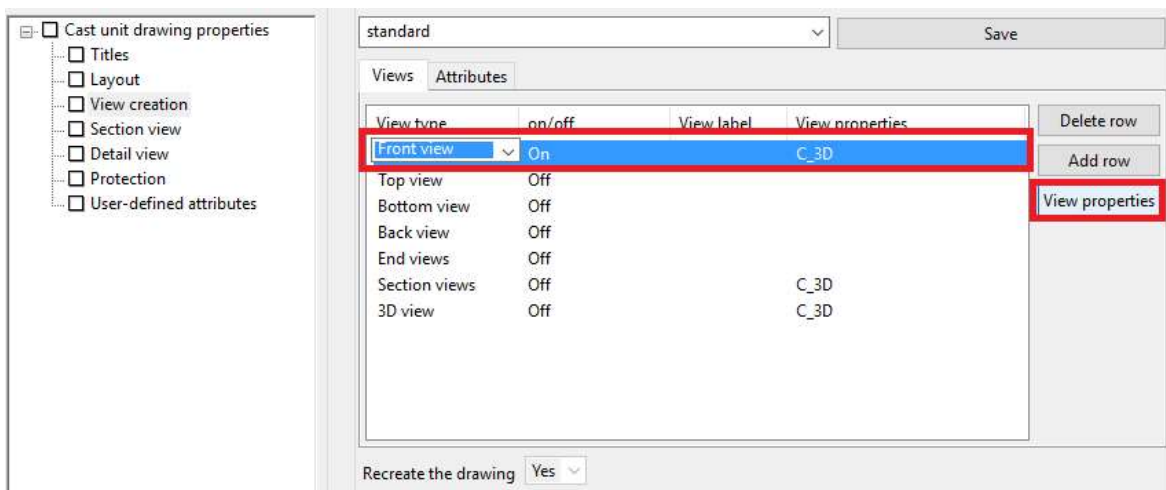 Cast unit drawing properties
Titles
Layout
View creation
Section view
Detail view
Protection
User-defined attributes
standard
Save
Views Attributes
View type on/off View label View properties
Front view On C_3D
Top view Off
Bottom view Off
Back view Off
End views Off
Section views Off C_3D
3D view Off C_3D
Delete row
Add row
View properties
Recreate the drawing Yes